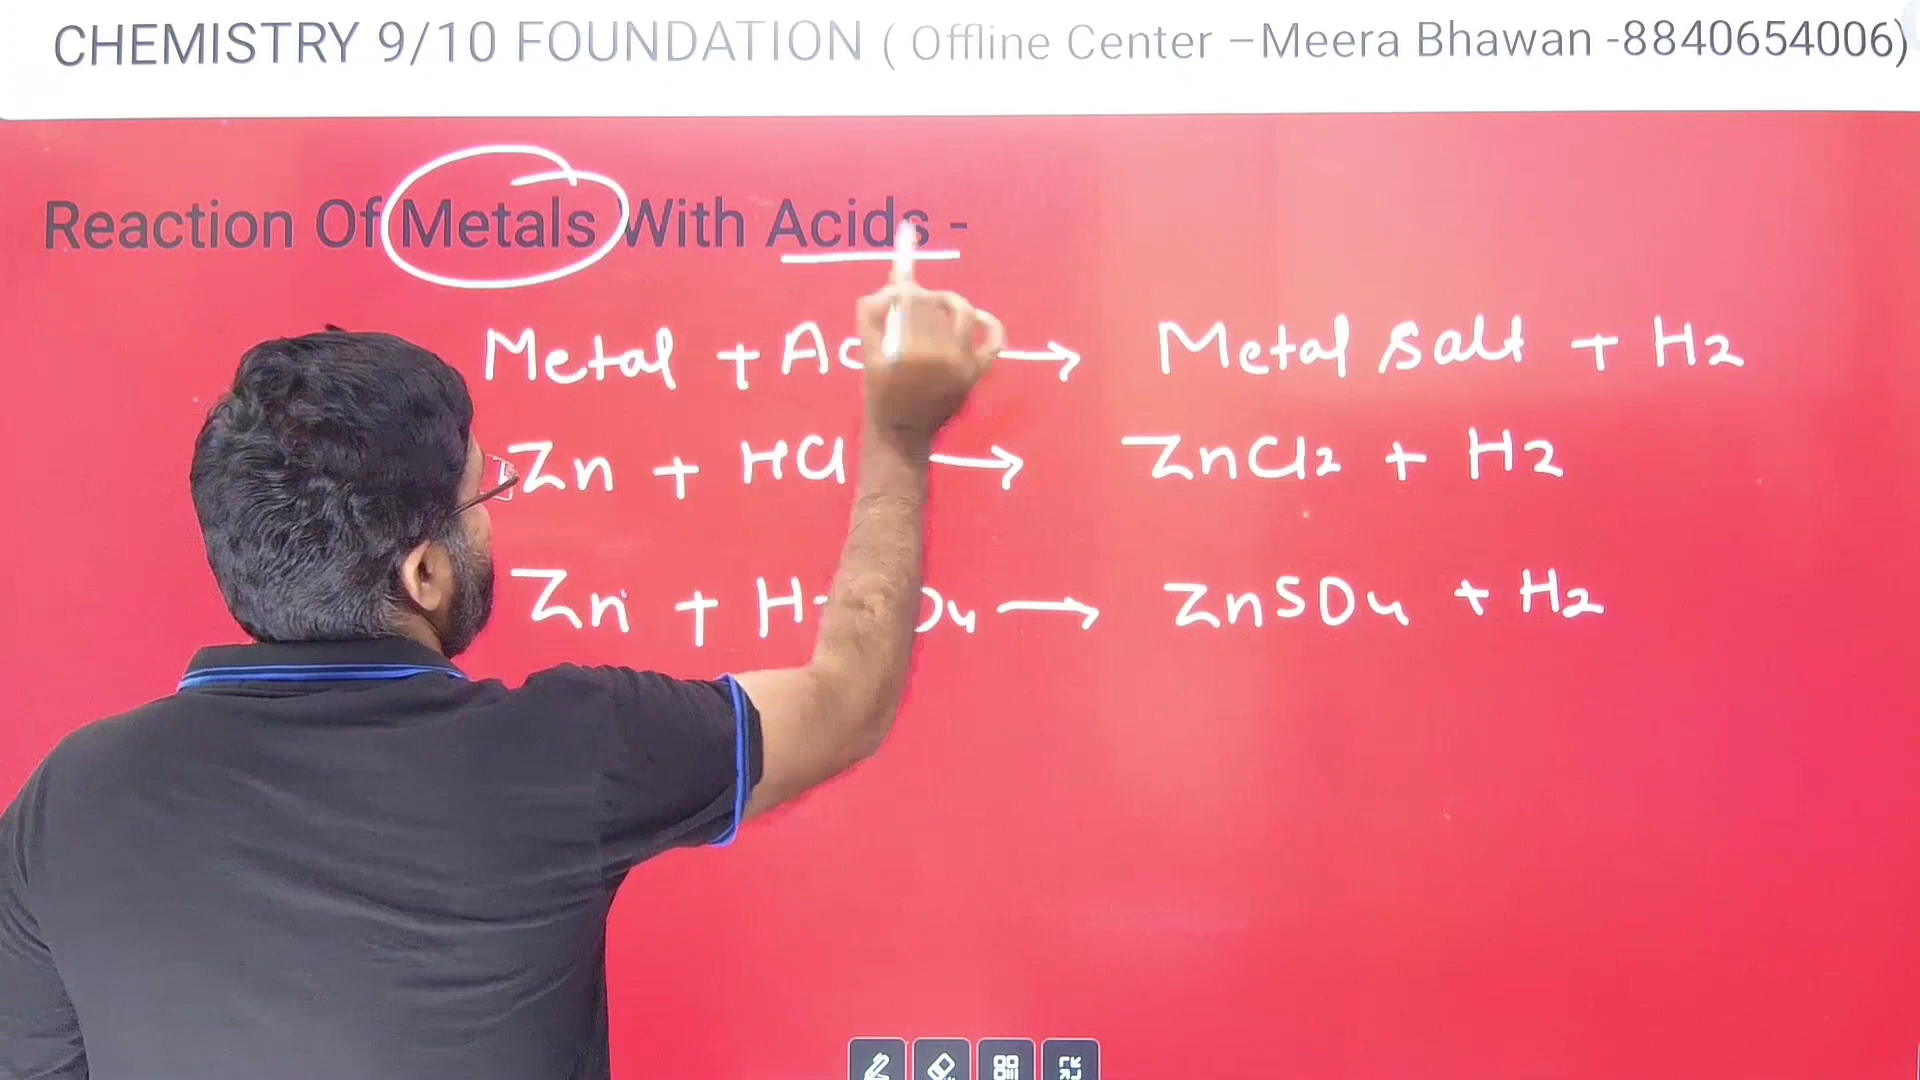 CHEMISTRY 9/10 FOUNDATION ( Offline Center –Meera Bhawan -8840654006)
Reaction Of Metals With Acids -
Metal + → Metal Salt + H2
Zn + HCl → ZnCl2 + H2
Zn + → ZnSO4 + H2